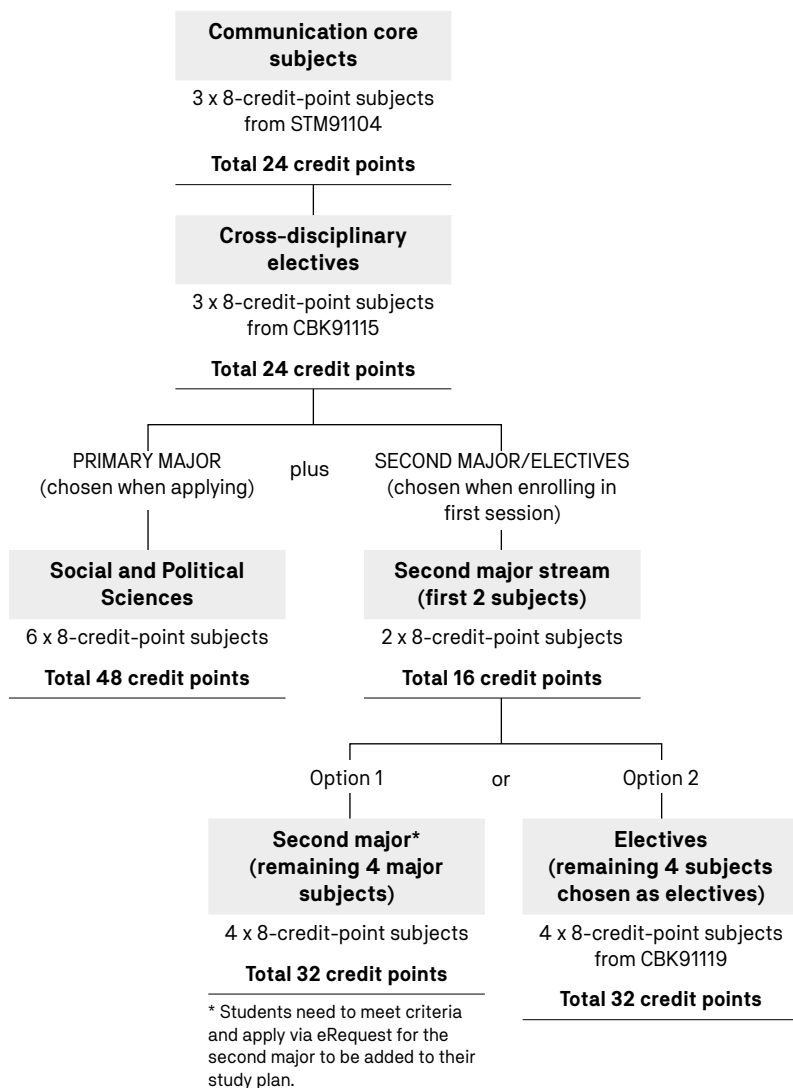 Communication core
subjects
3 x 8-credit-point subjects
from STM91104
Total 24 credit points
Cross-disciplinary
electives
3 x 8-credit-point subjects
from CBK91115
Total 24 credit points
PRIMARY MAJOR
(chosen when applying)
plus
SECOND MAJOR/ELECTIVES
(chosen when enrolling in
first session)
Social and Political
Sciences
6 x 8-credit-point subjects
Total 48 credit points
Second major stream
(first 2 subjects)
2 x 8-credit-point subjects
Total 16 credit points
Option 1
or
Option 2
Second major*
(remaining 4 major
subjects)
4 x 8-credit-point subjects
Total 32 credit points
* Students need to meet criteria
and apply via eRequest for the
second major to be added to their
study plan.
Electives
(remaining 4 subjects
chosen as electives)
4 x 8-credit-point subjects
from CBK91119
Total 32 credit points